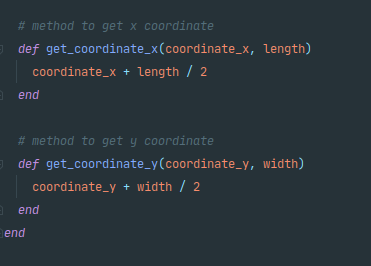 # method to get x coordinate
def get_coordinate_x(coordinate_x, length)
coordinate_x + length / 2
end
# method to get y coordinate
def get_coordinate_y(coordinate_y, width)
coordinate_y + width / 2
end
end